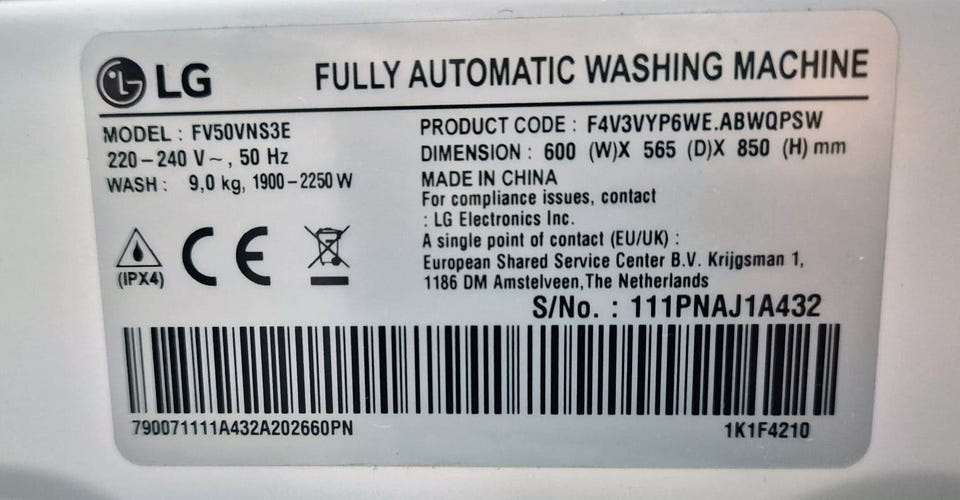 LG FULLY AUTOMATIC WASHING MACHINE
MODEL : FV50VNS3E
220-240 V~, 50 Hz
WASH : 9,0 kg, 1900-2250 W
PRODUCT CODE : F4V3VYP6WE.ABWQPSW
DIMENSION : 600 (W)X 565 (D)X 850 (H) mm
MADE IN CHINA
For compliance issues, contact
: LG Electronics Inc.
A single point of contact (EU/UK) :
European Shared Service Center B.V. Krijgsman 1,
1186 DM Amstelveen,The Netherlands
(IPX4)
CE
S/No. : 111PNAJ1A432
790071111A432A202660PN
1K1F4210